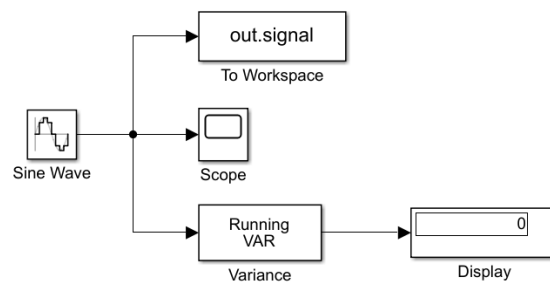 out.signal
To Workspace
Sine Wave
Scope
Running
VAR
Variance
0
Display